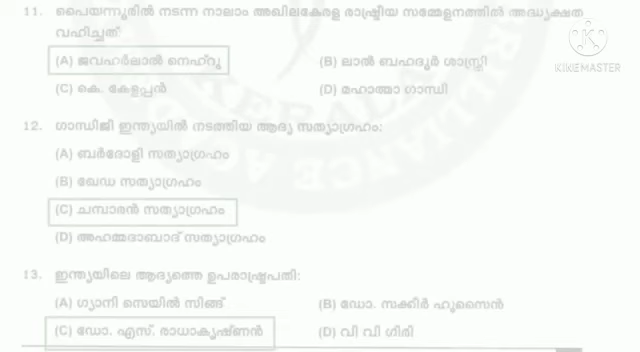 11. പൈയന്നൂരിൽ നടന്ന നാലാം അഖിലകേരള രാഷ്ട്രീയ സമ്മേളനത്തിൽ അദ്ധ്യക്ഷത
വഹിച്ചത്
(A) ജവഹർലാൽ നെഹ്റു (B) ലാൽ ബഹദൂർ ശാസ്ത്രി
(C) കെ. കേളപ്പൻ (D) മഹാത്മാ ഗാന്ധി
KINEMASTER
12. ഗാന്ധിജി ഇന്ത്യയിൽ നടത്തിയ ആദ്യ സത്യാഗ്രഹം:
(A) ബർദോളി സത്യാഗ്രഹം
(B) ഖേഡ സത്യാഗ്രഹം
(C) ചമ്പാരൻ സത്യാഗ്രഹം
(D) അഹമ്മദാബാദ് സത്യാഗ്രഹം
13. ഇന്ത്യയിലെ ആദ്യത്തെ ഉപരാഷ്ട്രപതി:
(A) ഗ്യാനി സെയിൽ സിങ്ങ് (B) ഡോ. സക്കീർ ഹുസൈൻ
(C) ഡോ. എസ്. രാധാകൃഷ്ണൻ (D) വി വി ഗിരി